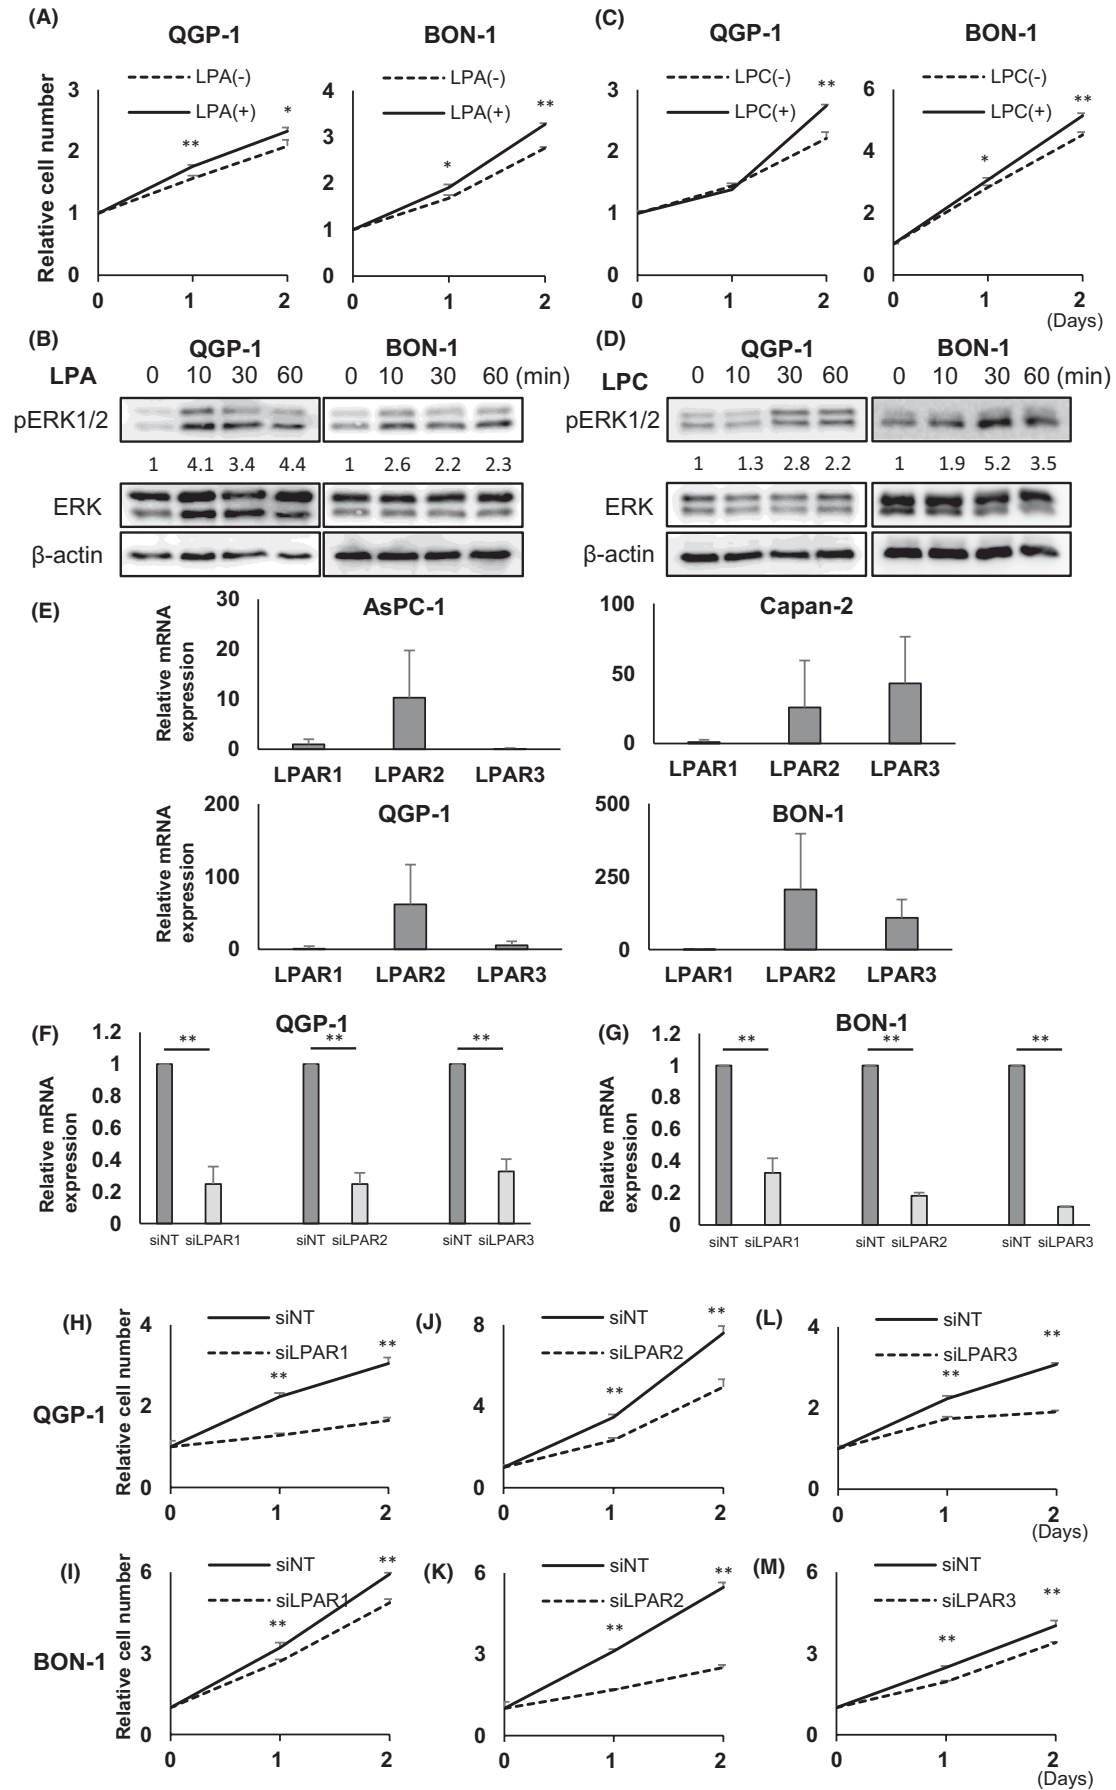 (A)
QGP-1
BON-1
LPA(-)
LPA(+)
LPA(-)
LPA(+)
Relative cell number
3
2
1
0
**
*
0 1 2
4
3
2
1
0
*
**
0 1 2
(C)
QGP-1
BON-1
LPC(-)
LPC(+)
LPC(-)
LPC(+)
3
2
1
0
**
0 1 2
6
4
2
0
*
**
0 1 2
(Days)
(B)
QGP-1
BON-1
LPA 0 10 30 60 0 10 30 60 (min)
pERK1/2
1 4.1 3.4 4.4 1 2.6 2.2 2.3
ERK
β-actin
(D)
QGP-1
BON-1
LPC 0 10 30 60 0 10 30 60 (min)
pERK1/2
1 1.3 2.8 2.2 1 1.9 5.2 3.5
ERK
β-actin
(E)
AsPC-1
Relative mRNA
expression
30
20
10
0
LPAR1 LPAR2 LPAR3
Capan-2
100
50
0
LPAR1 LPAR2 LPAR3
QGP-1
Relative mRNA
expression
200
100
0
LPAR1 LPAR2 LPAR3
BON-1
500
250
0
LPAR1 LPAR2 LPAR3
(F)
QGP-1
Relative mRNA
expression
1.2
1
0.8
0.6
0.4
0.2
0
** ** **
siNT siLPAR1 siNT siLPAR2 siNT siLPAR3
(G)
BON-1
Relative mRNA
expression
1.2
1
0.8
0.6
0.4
0.2
0
** ** **
siNT siLPAR1 siNT siLPAR2 siNT siLPAR3
QGP-1
(H)
Relative cell number
siNT
siLPAR1
4
2
0
**
**
0 1 2
(J)
siNT
siLPAR2
8
4
0
**
**
0 1 2
(L)
siNT
siLPAR3
4
2
0
**
**
0 1 2
(Days)
BON-1
(I)
Relative cell number
siNT
siLPAR1
6
3
0
**
**
0 1 2
(K)
siNT
siLPAR2
6
3
0
**
**
0 1 2
(M)
siNT
siLPAR3
6
3
0
**
**
0 1 2
(Days)